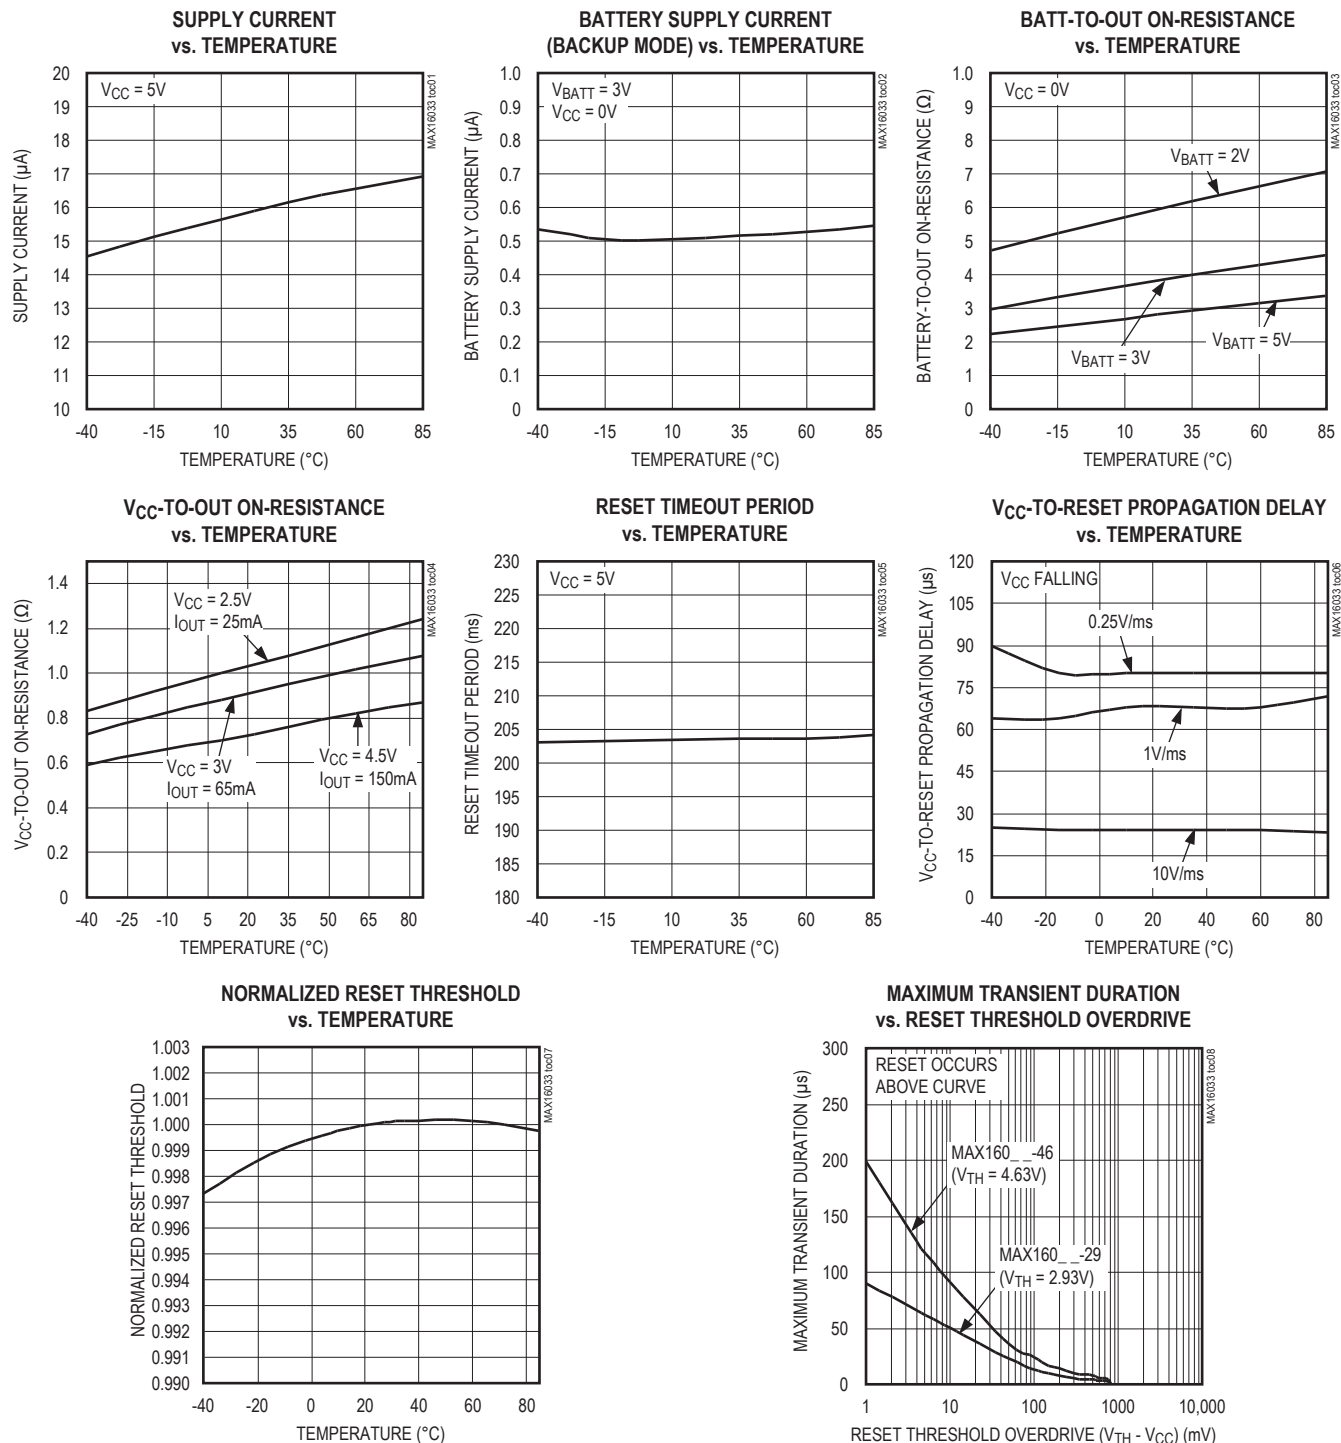 SUPPLY CURRENT
vs. TEMPERATURE
VCC = 5V
MAX16033 toc01
SUPPLY CURRENT (µA)
20
19
18
17
16
15
14
13
12
11
10
-40 -15 10 35 60 85
TEMPERATURE (°C)
BATTERY SUPPLY CURRENT
(BACKUP MODE) vs. TEMPERATURE
VBATT = 3V
VCC = 0V
MAX16033 toc02
BATTERY SUPPLY CURRENT (µA)
1.0
0.9
0.8
0.7
0.6
0.5
0.4
0.3
0.2
0.1
0
-40 -15 10 35 60 85
TEMPERATURE (°C)
BATT-TO-OUT ON-RESISTANCE
vs. TEMPERATURE
VCC = 0V
MAX16033 toc03
BATTERY-TO-OUT ON-RESISTANCE (Ω)
1.0
9
8
7
6
5
4
3
2
1
0
VBATT = 2V
VBATT = 3V
VBATT = 5V
-40 -15 10 35 60 85
TEMPERATURE (°C)
VCC-TO-OUT ON-RESISTANCE
vs. TEMPERATURE
MAX16033 toc04
VCC-TO-OUT ON-RESISTANCE (Ω)
1.4
1.2
1.0
0.8
0.6
0.4
0.2
0
VCC = 2.5V
IOUT = 25mA
VCC = 3V
IOUT = 65mA
VCC = 4.5V
IOUT = 150mA
-40 -25 -10 5 20 35 50 65 80
TEMPERATURE (°C)
RESET TIMEOUT PERIOD
vs. TEMPERATURE
VCC = 5V
MAX16033 toc05
RESET TIMEOUT PERIOD (ms)
230
225
220
215
210
205
200
195
190
185
180
-40 -15 10 35 60 85
TEMPERATURE (°C)
VCC-TO-RESET PROPAGATION DELAY
vs. TEMPERATURE
VCC FALLING
MAX16033 toc06
VCC-TO-RESET PROPAGATION DELAY (µs)
120
105
90
75
60
45
30
15
0
0.25V/ms
1V/ms
10V/ms
-40 -20 0 20 40 60 80
TEMPERATURE (°C)
NORMALIZED RESET THRESHOLD
vs. TEMPERATURE
MAX16033 toc07
NORMALIZED RESET THRESHOLD
1.003
1.002
1.001
1.000
0.999
0.998
0.997
0.996
0.995
0.994
0.993
0.992
0.991
0.990
-40 -20 0 20 40 60 80
TEMPERATURE (°C)
MAXIMUM TRANSIENT DURATION
vs. RESET THRESHOLD OVERDRIVE
RESET OCCURS
ABOVE CURVE
MAX16033 toc08
MAXIMUM TRANSIENT DURATION (µs)
300
250
200
150
100
50
0
MAX160_ _-46
(VTH = 4.63V)
MAX160_ _-29
(VTH = 2.93V)
1 10 100 1000 10,000
RESET THRESHOLD OVERDRIVE (VTH - VCC) (mV)